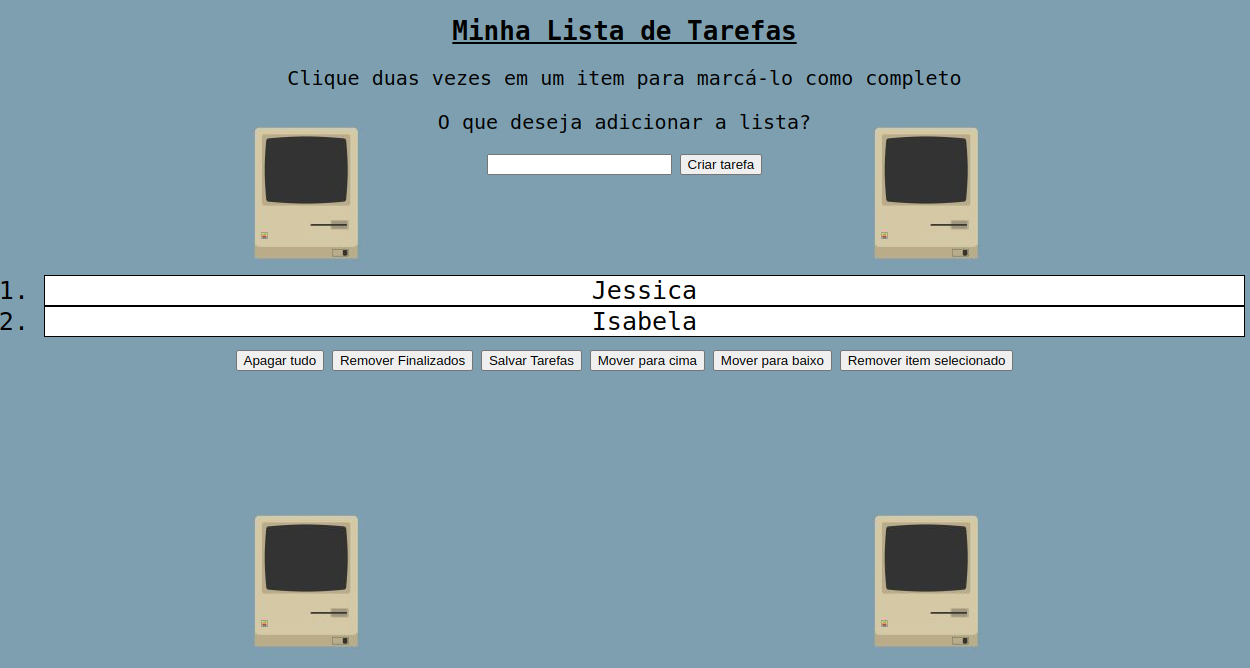 Minha Lista de Tarefas
Clique duas vezes em um item para marcá-lo como completo
O que deseja adicionar a lista?
Criar tarefa
1. Jessica
2. Isabela
Apagar tudo Remover Finalizados Salvar Tarefas Mover para cima Mover para baixo Remover item selecionado